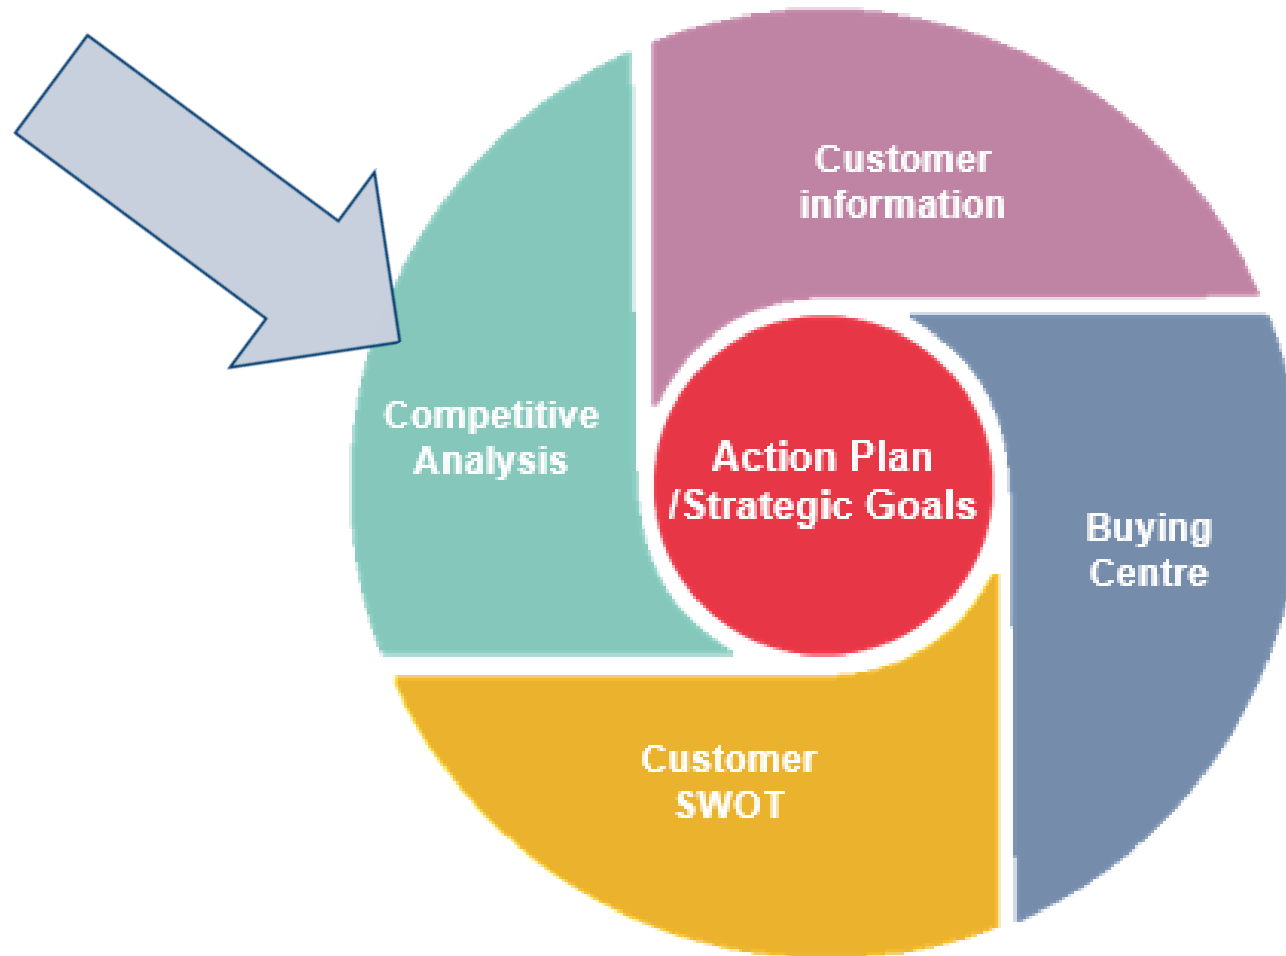 Customer
information
Competitive
Analysis
Action Plan
/Strategic Goals
Buying
Centre
Customer
SWOT